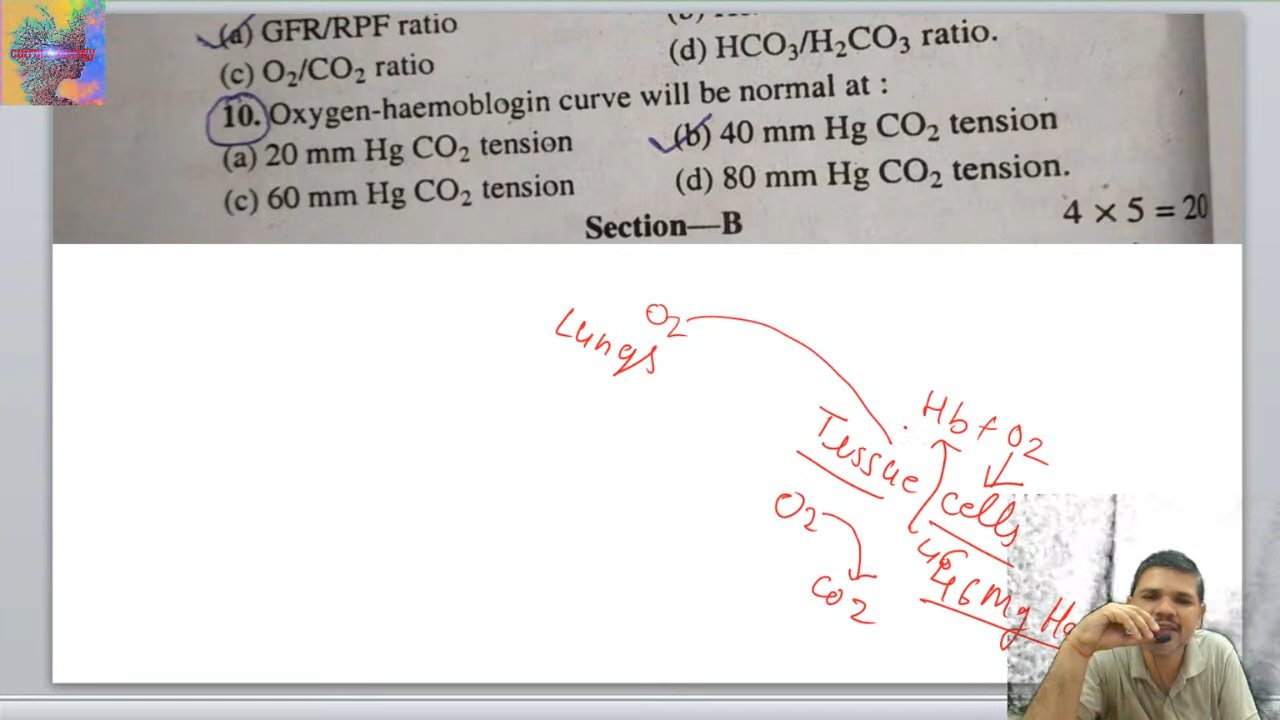 (a) GFR/RPF ratio
(c) O₂/CO₂ ratio
(d) HCO₃/H₂CO₃ ratio.
10. Oxygen-haemoblogin curve will be normal at :
(a) 20 mm Hg CO₂ tension
(b) 40 mm Hg CO₂ tension
(c) 60 mm Hg CO₂ tension
(d) 80 mm Hg CO₂ tension.
Section—B
4 × 5 = 20
O2
Lungs
Hb + O2
Tissue
cells
O2
CO2
46 Mg